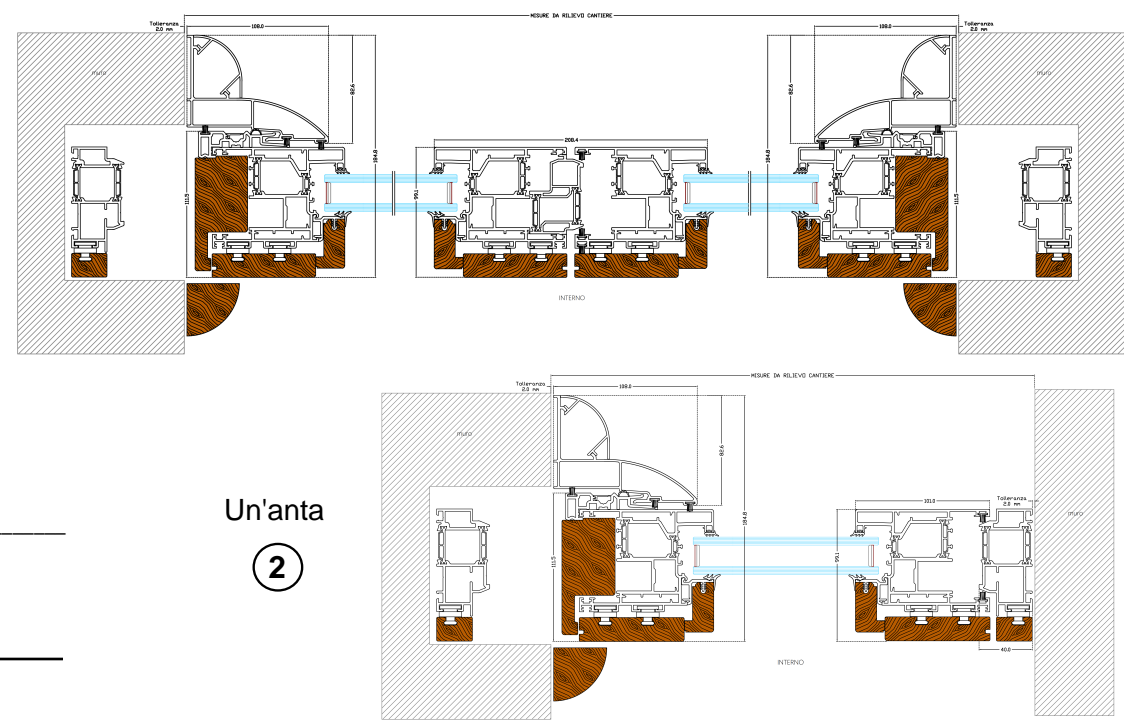 MISURE DA RILIEVO CANTIERE
Tolleranza
2.0 mm
108.0
108.0
Tolleranza
2.0 mm
muro
muro
82.6
82.6
184.8
184.8
208.4
111.5
99.1
111.5
INTERNO
MISURE DA RILIEVO CANTIERE
Tolleranza
2.0 mm
108.0
muro
82.6
184.8
101.0
Tolleranza
2.0 mm
muro
Un'anta
2
111.5
99.1
40.0
INTERNO